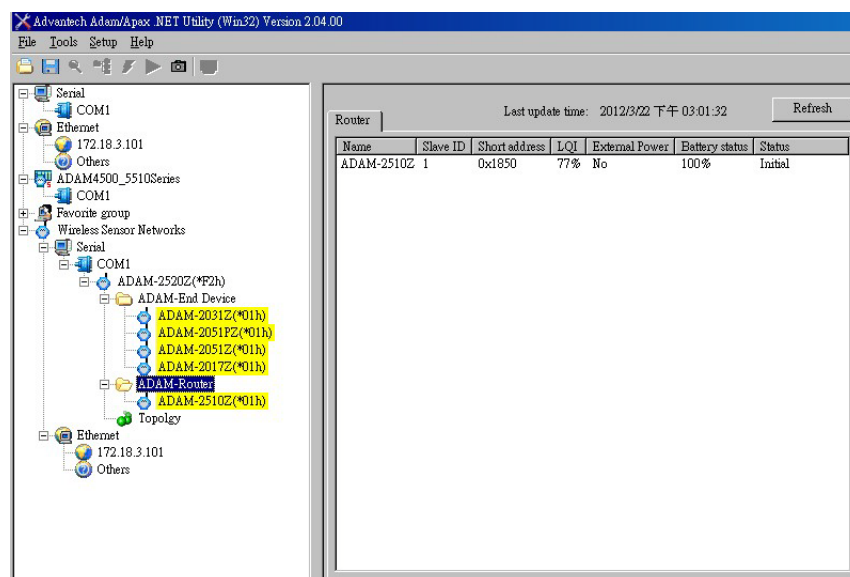 Advantech Adam/Apax .NET Utility (Win32) Version 2.04.00
File Tools Setup Help
Serial
COM1
Ethernet
172.18.3.101
Others
ADAM4500_5510Series
COM1
Favorite group
Wireless Sensor Networks
Serial
COM1
ADAM-2520Z(*F2h)
ADAM-End Device
ADAM-2031Z(*01h)
ADAM-2051PZ(*01h)
ADAM-2051Z(*01h)
ADAM-2017Z(*01h)
ADAM-Router
ADAM-2510Z(*01h)
Topolgy
Ethernet
172.18.3.101
Others
Router
Last update time: 2012/3/22 下午 03:01:32 Refresh
Name Slave ID Short address LQI External Power Battery status Status
ADAM-2510Z 1 0x1850 77% No 100% Initial